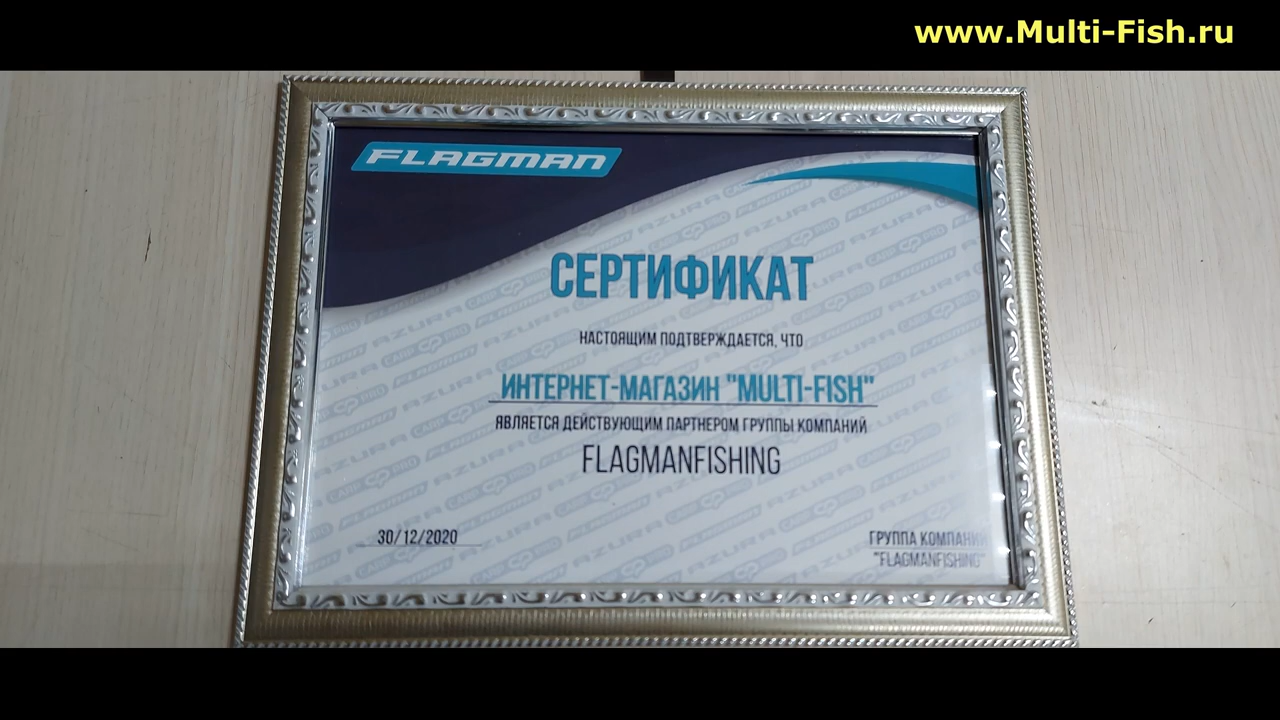 www.Multi-Fish.ru
FLAGMAN
СЕРТИФИКАТ
НАСТОЯЩИМ ПОДТВЕРЖДАЕТСЯ, ЧТО
ИНТЕРНЕТ-МАГАЗИН "MULTI-FISH"
ЯВЛЯЕТСЯ ДЕЙСТВУЮЩИМ ПАРТНЕРОМ ГРУППЫ КОМПАНИЙ
FLAGMANFISHING
30/12/2020
ГРУППА КОМПАНИЙ
"FLAGMANFISHING"